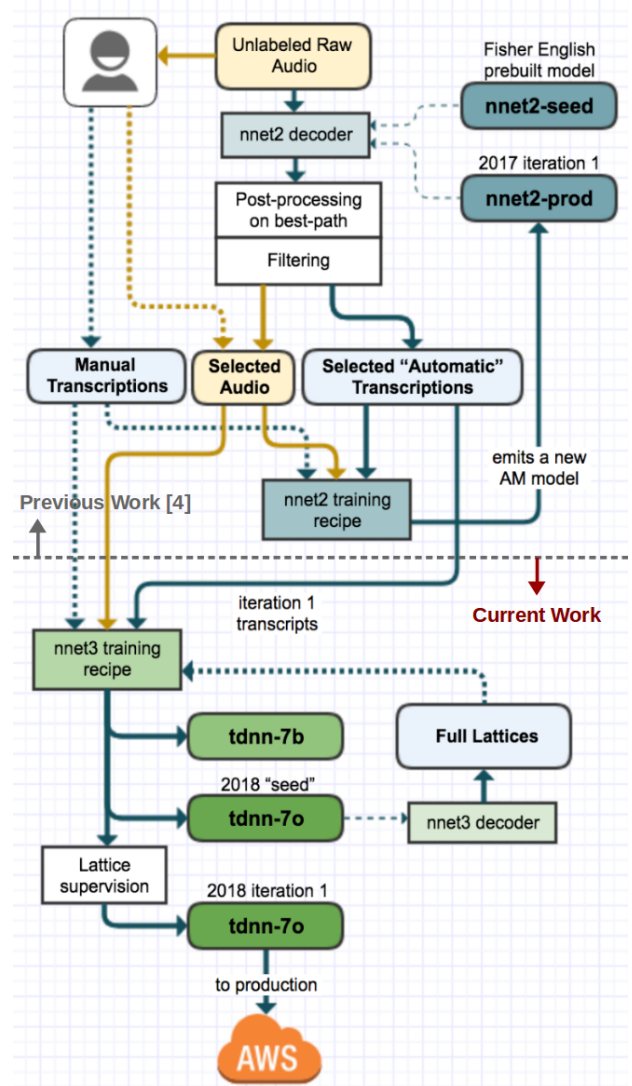 Unlabeled Raw
Audio
Fisher English
prebuilt model
nnet2-seed
nnet2 decoder
2017 iteration 1
nnet2-prod
Post-processing
on best-path
Filtering
Manual
Transcriptions
Selected
Audio
Selected “Automatic”
Transcriptions
emits a new
AM model
nnet2 training
recipe
Previous Work [4]
Current Work
iteration 1
transcripts
nnet3 training
recipe
tdnn-7b
Full Lattices
2018 “seed”
tdnn-7o
nnet3 decoder
Lattice
supervision
2018 iteration 1
tdnn-7o
to production
AWS